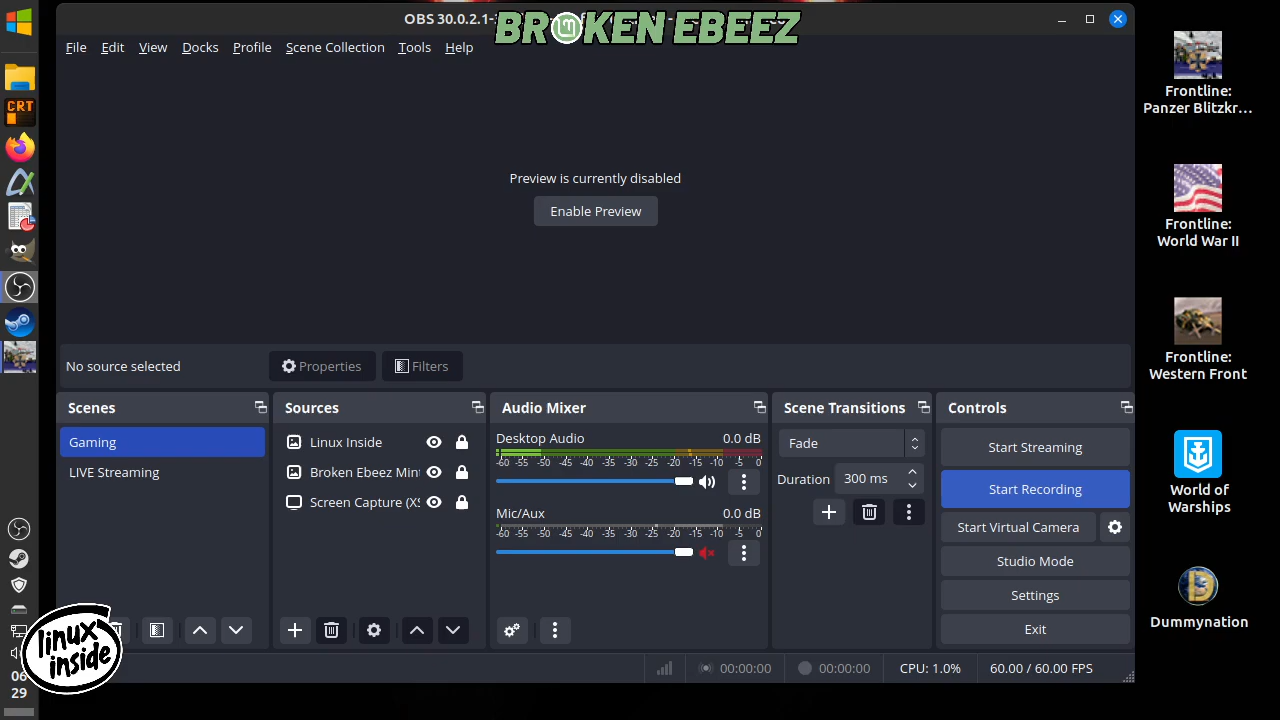 OBS 30.0.2.1-
BROKEN EBEEZ
File Edit View Docks Profile Scene Collection Tools Help
Preview is currently disabled
Enable Preview
No source selected
Properties
Filters
Scenes
Gaming
LIVE Streaming
Sources
Linux Inside
Broken Ebeez Min
Screen Capture (XS
Audio Mixer
Desktop Audio 0.0 dB
-60 -55 -50 -45 -40 -35 -30 -25 -20 -15 -10 -5 0
Mic/Aux 0.0 dB
-60 -55 -50 -45 -40 -35 -30 -25 -20 -15 -10 -5 0
Scene Transitions
Fade
Duration 300 ms
Controls
Start Streaming
Start Recording
Start Virtual Camera
Studio Mode
Settings
Exit
00:00:00
00:00:00
CPU: 1.0%
60.00 / 60.00 FPS
Frontline:
Panzer Blitzkr...
Frontline:
World War II
Frontline:
Western Front
World of
Warships
Dummynation
CRT
linux
inside
06
29